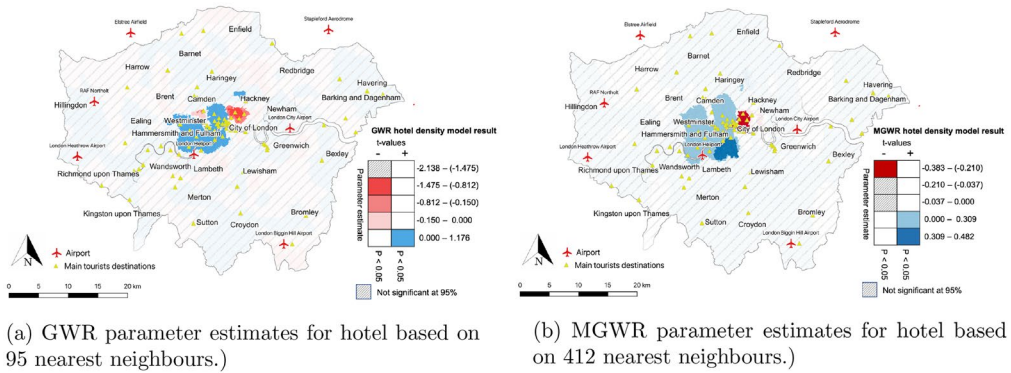 Elstree Airfield
Stapleford Aerodrome
Enfield
Barnet
Harrow
Haringey
Redbridge
Havering
RAF Northolt
Brent
Camden
Hackney
Barking and Dagenham
Hillingdon
Newham
Ealing
Westminster
London City Airport
Hammersmith and Fulham
City of London
London Heliport
Greenwich
London Heathrow Airport
Bexley
Wandsworth
Lambeth
Richmond upon Thames
Lewisham
Merton
Kingston upon Thames
Bromley
Sutton
Croydon
London Biggin Hill Airport
N
Airport
Main tourists destinations
0 5 10 15 20 km
GWR hotel density model result
t-values
- +
Parameter estimate
-2.138 – (-1.475)
-1.475 – (-0.812)
-0.812 – (-0.150)
-0.150 – 0.000
0.000 – 1.176
P < 0.05
P < 0.05
Not significant at 95%
(a) GWR parameter estimates for hotel based on
95 nearest neighbours.)
Elstree Airfield
Stapleford Aerodrome
Enfield
Barnet
Harrow
Haringey
Redbridge
Havering
RAF Northolt
Brent
Camden
Hackney
Barking and Dagenham
Hillingdon
Newham
Ealing
Westminster
London City Airport
Hammersmith and Fulham
City of London
London Heliport
Greenwich
London Heathrow Airport
Bexley
Wandsworth
Lambeth
Richmond upon Thames
Lewisham
Merton
Kingston upon Thames
Bromley
Sutton
Croydon
London Biggin Hill Airport
N
Airport
Main tourists destinations
0 5 10 15 20 km
MGWR hotel density model result
t-values
- +
Parameter estimate
-0.383 – (-0.210)
-0.210 – (-0.037)
-0.037 – 0.000
0.000 – 0.309
0.309 – 0.482
P < 0.05
P < 0.05
Not significant at 95%
(b) MGWR parameter estimates for hotel based
on 412 nearest neighbours.)